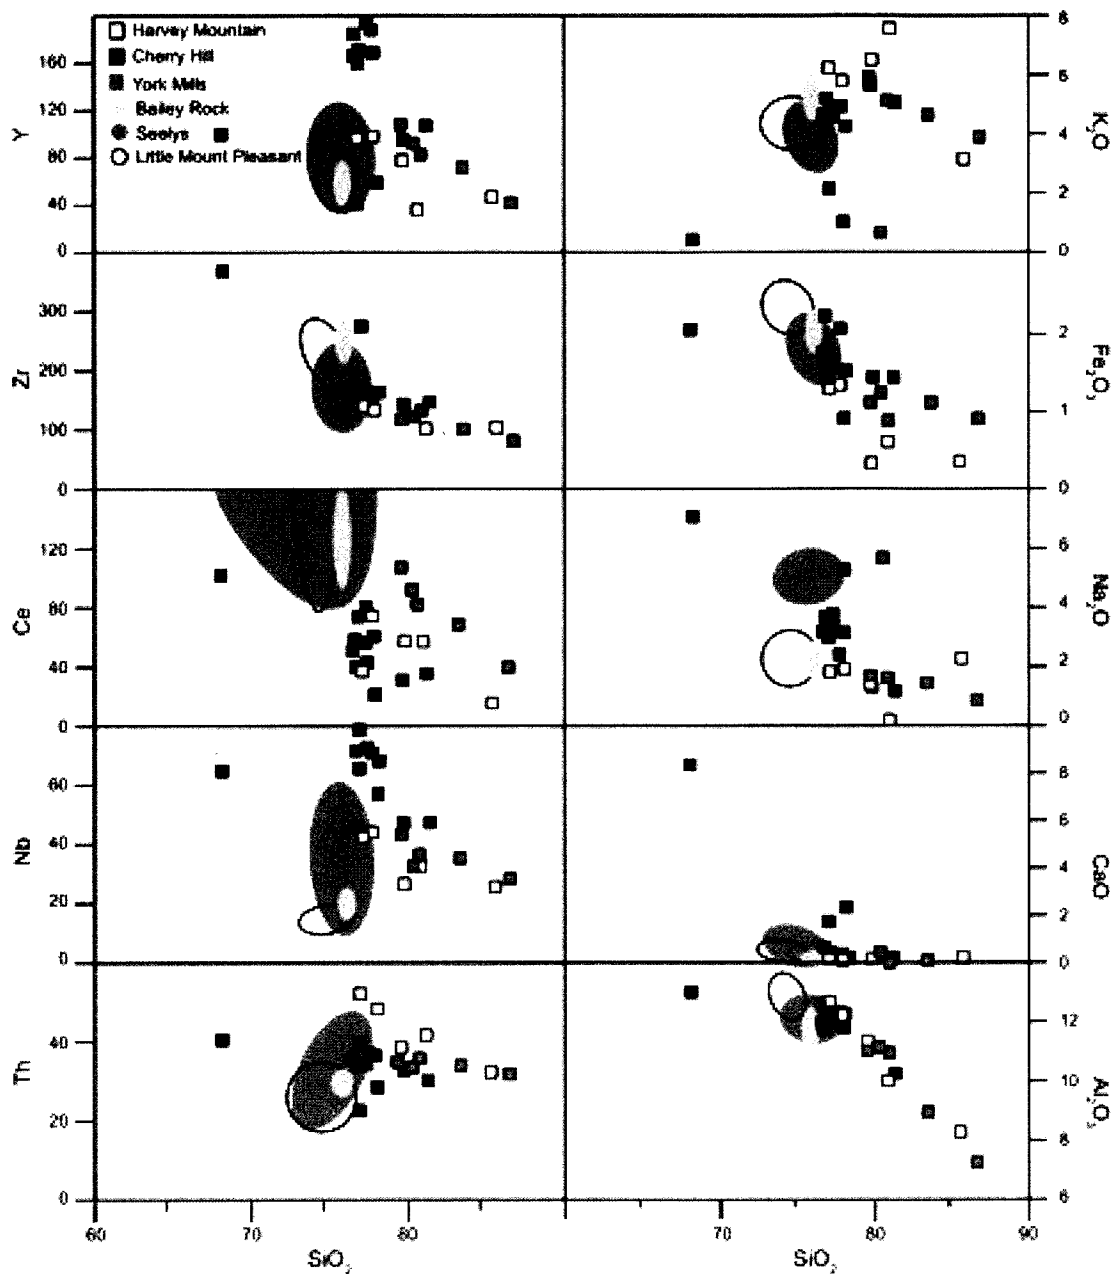 Harvey Mountain
Cherry Hill
York Mills
Bailey Rock
Seelys
Little Mount Pleasant
Y
160
120
80
40
0
K2O
8
6
4
2
0
Zr
300
200
100
0
Fe2O3
2
1
0
Ce
120
80
40
0
Na2O
6
4
2
0
Nb
60
40
20
0
CaO
8
6
4
2
0
Th
40
20
0
Al2O3
12
10
8
6
60
70
80
70
80
90
SiO2
SiO2